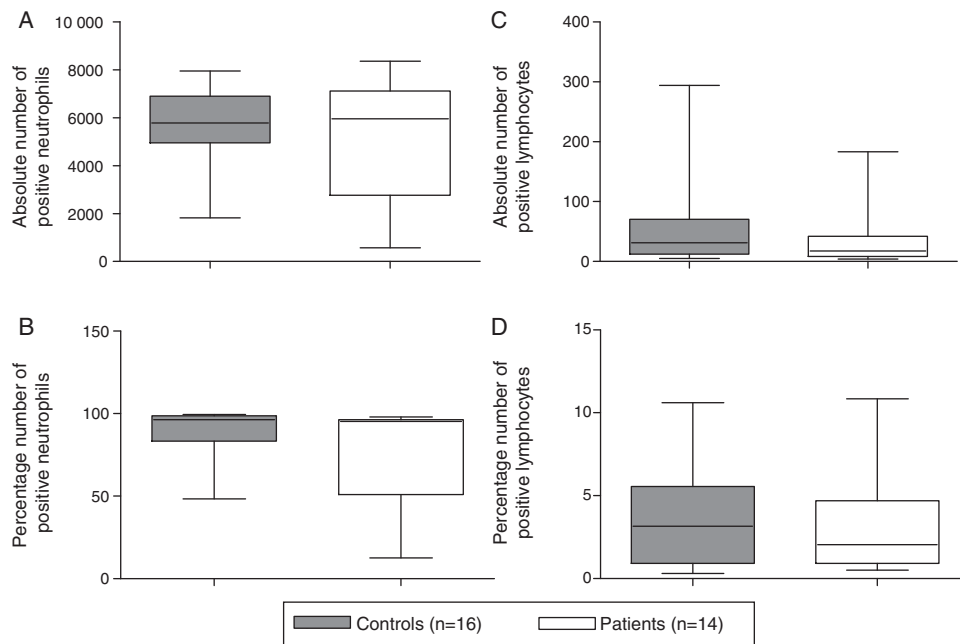 A
Absolute number of
positive neutrophils
10 000
8000
6000
4000
2000
0
C
Absolute number of
positive lymphocytes
400
300
200
100
50
0
B
Percentage number of
positive neutrophils
150
100
50
0
D
Percentage number of
positive lymphocytes
15
10
5
0
Controls (n=16)
Patients (n=14)